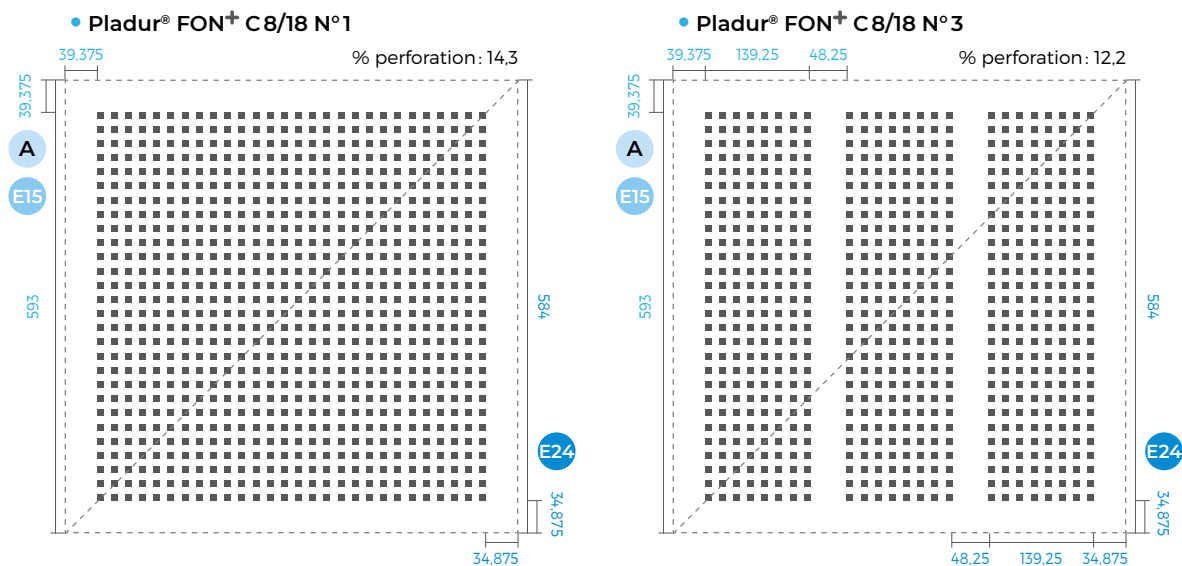 • Pladur® FON+ C 8/18 N° 1
39,375
% perforation: 14,3
39,375
A
E15
593
584
E24
34,875
34,875
• Pladur® FON+ C 8/18 N° 3
39,375 139,25 48,25
% perforation: 12,2
39,375
A
E15
593
584
E24
34,875
48,25 139,25 34,875